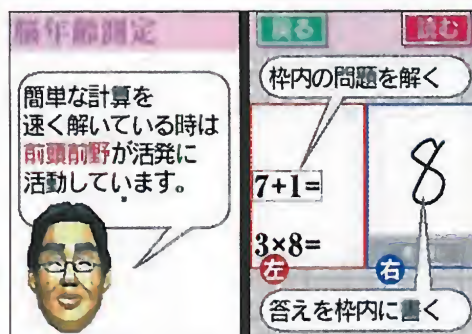 脳年齢測定
簡単な計算を
速く解いている時は
前頭前野が活発に
活動しています。
戻る
読む
枠内の問題を解く
7+1=
8
3×8=
左
右
答えを枠内に書く